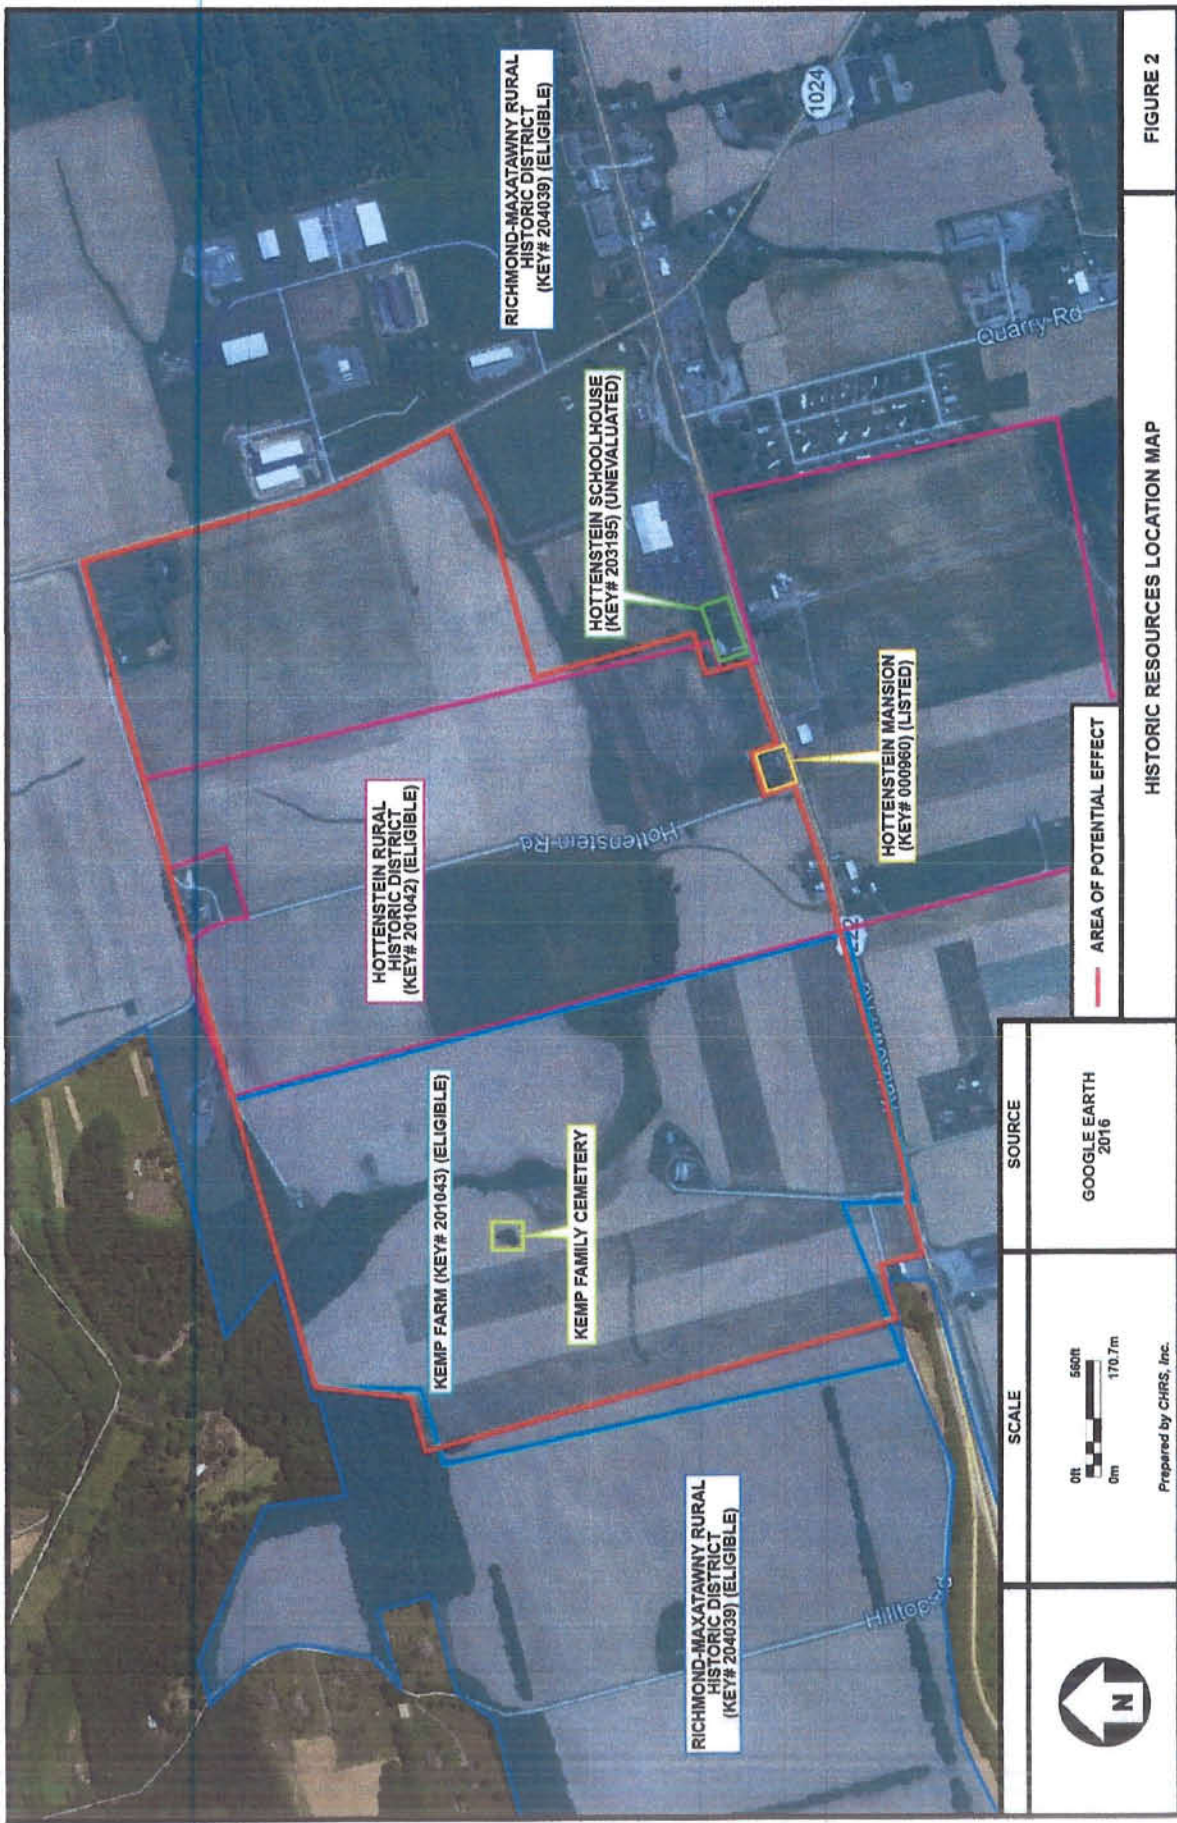 RICHMOND-MAXATAWNY RURAL
HISTORIC DISTRICT
(KEY# 204039) (ELIGIBLE)
1024
HOTTENSTEIN SCHOOLHOUSE
(KEY# 203195) (UNEVALUATED)
Quarry Rd
HOTTENSTEIN RURAL
HISTORIC DISTRICT
(KEY# 201042) (ELIGIBLE)
Hottenstein Rd
HOTTENSTEIN MANSION
(KEY# 000960) (LISTED)
222
KEMP FARM (KEY# 201043) (ELIGIBLE)
KEMP FAMILY CEMETERY
RICHMOND-MAXATAWNY RURAL
HISTORIC DISTRICT
(KEY# 204039) (ELIGIBLE)
Hilltop Rd
AREA OF POTENTIAL EFFECT
N
SCALE
0ft 560ft
0m 170.7m
Prepared by CHRS, Inc.
SOURCE
GOOGLE EARTH
2016
HISTORIC RESOURCES LOCATION MAP
FIGURE 2